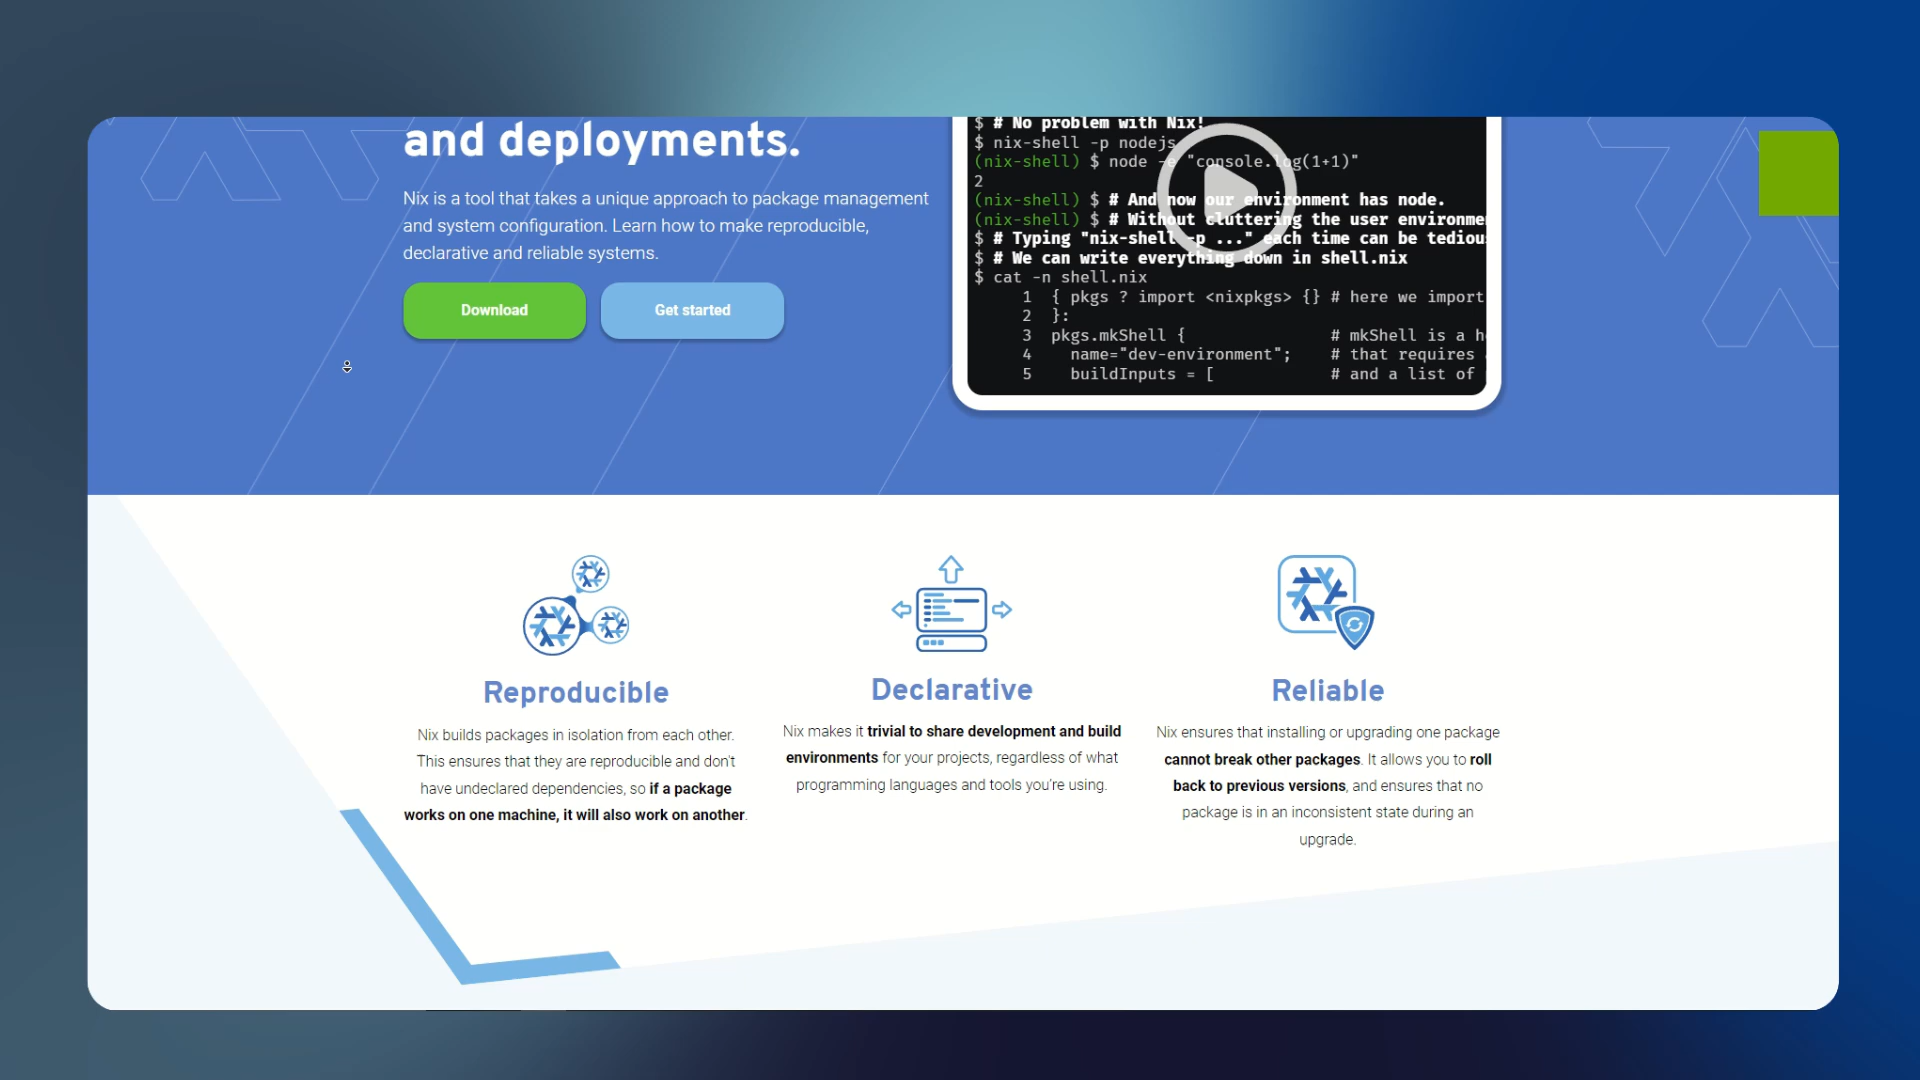 and deployments.
Nix is a tool that takes a unique approach to package management
and system configuration. Learn how to make reproducible,
declarative and reliable systems.
Download
Get started
$ # No problem with Nix!
$ nix-shell -p nodejs
(nix-shell) $ node -e "console.log(1+1)"
2
(nix-shell) $ # And now our environment has node.
(nix-shell) $ # Without cluttering the user environme
$ # Typing "nix-shell -p ..." each time can be tediou
$ # We can write everything down in shell.nix
$ cat -n shell.nix
1 { pkgs ? import <nixpkgs> {} # here we import
2 }:
3 pkgs.mkShell { # mkShell is a h
4 name="dev-environment"; # that requires
5 buildInputs = [ # and a list of
Reproducible
Nix builds packages in isolation from each other.
This ensures that they are reproducible and don't
have undeclared dependencies, so if a package
works on one machine, it will also work on another.
Declarative
Nix makes it trivial to share development and build
environments for your projects, regardless of what
programming languages and tools you're using.
Reliable
Nix ensures that installing or upgrading one package
cannot break other packages. It allows you to roll
back to previous versions, and ensures that no
package is in an inconsistent state during an
upgrade.